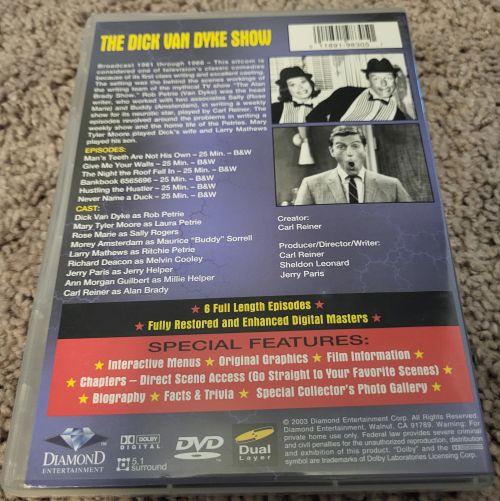 THE DICK VAN DYKE SHOW
Broadcast 1961 through 1966 – This sitcom is
considered one of television's classic comedies
because of its first class writing and excellent casting.
The setting was behind the scenes workings of
the writing team of the mythical TV show "The Alan
Brady Show." Rob Petrie (Van Dyke) was the head
writer, who worked with two associates Sally (Rose
Marie) and Buddy (Amsterdam), in writing a weekly
show for its neurotic star, played by Carl Reiner. The
episodes revolved around the problems in writing a
weekly show and the home life of the Petries. Mary
Tyler Moore played Dick's wife and Larry Mathews
played his son.
EPISODES:
Man's Teeth Are Not His Own – 25 Min. – B&W
Give Me Your Walls – 25 Min. – B&W
The Night the Roof Fell In – 25 Min. – B&W
Bankbook 6565696 – 25 Min. – B&W
Hustling the Hustler – 25 Min. – B&W
Never Name a Duck – 25 Min. – B&W
CAST:
Dick Van Dyke as Rob Petrie
Mary Tyler Moore as Laura Petrie
Rose Marie as Sally Rogers
Morey Amsterdam as Maurice "Buddy" Sorrell
Larry Mathews as Ritchie Petrie
Richard Deacon as Melvin Cooley
Jerry Paris as Jerry Helper
Ann Morgan Guilbert as Millie Helper
Carl Reiner as Alan Brady
Creator:
Carl Reiner
Producer/Director/Writer:
Carl Reiner
Sheldon Leonard
Jerry Paris
★ 6 Full Length Episodes ★
★ Fully Restored and Enhanced Digital Masters ★
SPECIAL FEATURES:
★ Interactive Menus ★ Original Graphics ★ Film Information ★
★ Chapters – Direct Scene Access (Go Straight to Your Favorite Scenes) ★
★ Biography ★ Facts & Trivia ★ Special Collector's Photo Gallery ★
DIAMOND
ENTERTAINMENT
DOLBY
DIGITAL
5.1
surround
DVD
Dual
Layer
© 2003 Diamond Entertainment Corp. All Rights Reserved.
Diamond Entertainment, Walnut, CA 91789. Warning: For
private home use only. Federal law provides severe criminal
and civil penalties for the unauthorized reproduction, distribution
and exhibition of this product. "Dolby" and the
symbol are trademarks of Dolby Laboratories Licensing Corp.